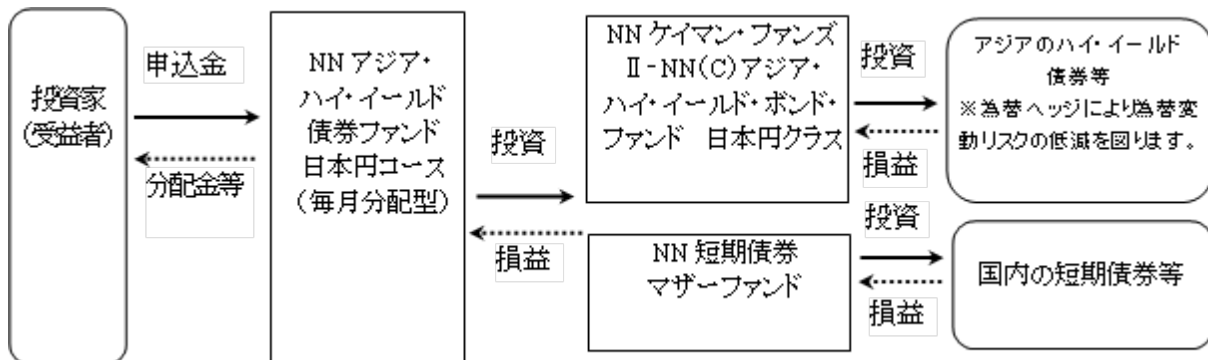 投資家
(受益者)
申込金
分配金等
NN アジア・
ハイ・イールド
債券ファンド
日本円コース
(毎月分配型)
投資
損益
NN ケイマン・ファンズ
Ⅱ-NN(C)アジア・
ハイ・イールド・ボンド・
ファンド 日本円クラス
NN 短期債券
マザーファンド
投資
損益
投資
損益
アジアのハイ・イールド
債券等
※為替ヘッジにより為替変
動リスクの低減を図ります。
国内の短期債券等